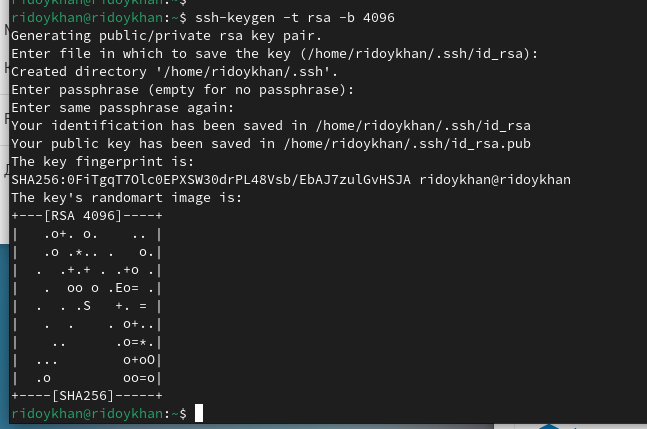 ridoykhan@ridoykhan:~$ ssh-keygen -t rsa -b 4096
Generating public/private rsa key pair.
Enter file in which to save the key (/home/ridoykhan/.ssh/id_rsa):
Created directory '/home/ridoykhan/.ssh'.
Enter passphrase (empty for no passphrase):
Enter same passphrase again:
Your identification has been saved in /home/ridoykhan/.ssh/id_rsa
Your public key has been saved in /home/ridoykhan/.ssh/id_rsa.pub
The key fingerprint is:
SHA256:0FiTgqT7Olc0EPXSW30drPL48Vsb/EbAJ7zulGvHSJA ridoykhan@ridoykhan
The key's randomart image is:
+---[RSA 4096]----+
|   .o+. o.    .. |
|   .o .*.. .   o.|
|  .  .+.+ . .+o .|
|   .  oo o .Eo= .|
|  .  . .S   +. = |
|   .  .    . o+..|
|    ..      .o=*.|
|  ...        o+oO|
|  .o         oo=o|
+----[SHA256]-----+
ridoykhan@ridoykhan:~$